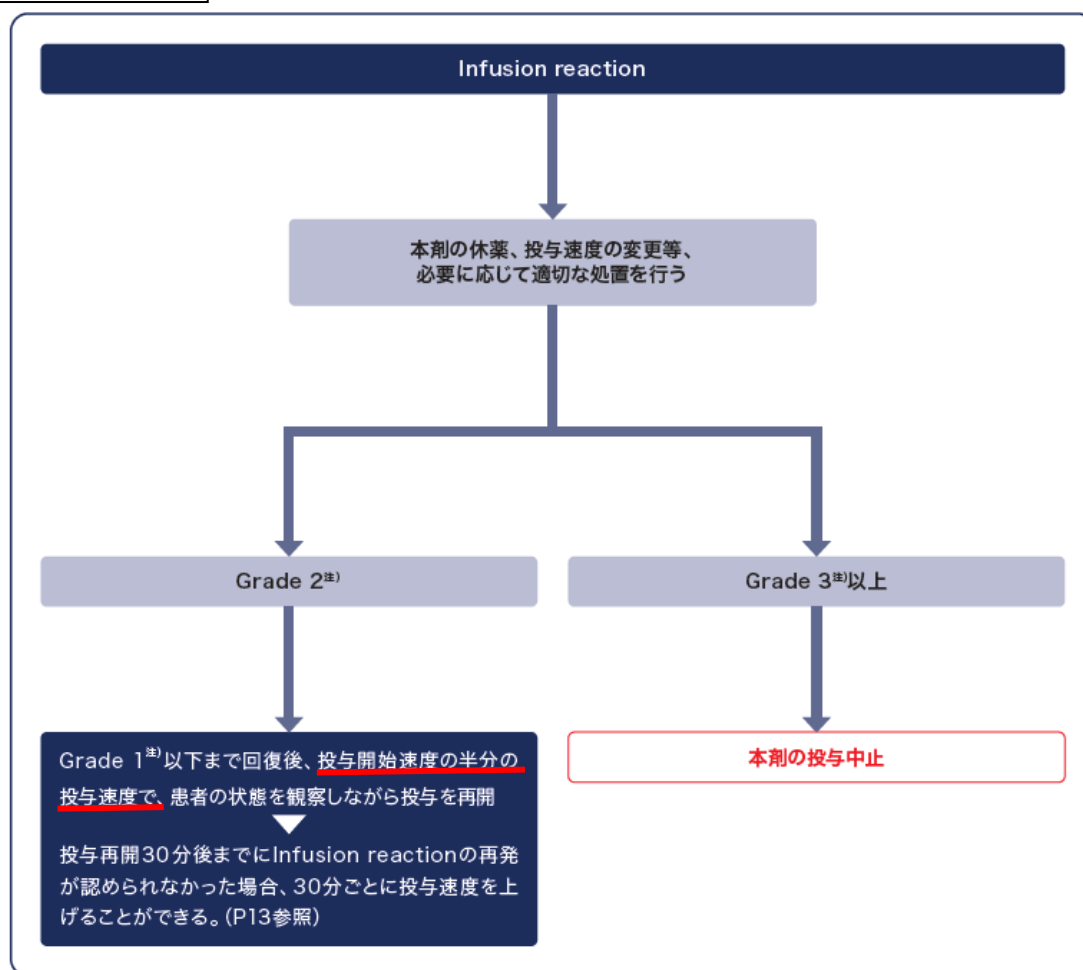 Infusion reaction
本剤の休薬、投与速度の変更等、
必要に応じて適切な処置を行う
Grade 2注)
Grade 3注)以上
Grade 1注)以下まで回復後、投与開始速度の半分の
投与速度で、患者の状態を観察しながら投与を再開
投与再開30分後までにInfusion reactionの再発
が認められなかった場合、30分ごとに投与速度を上
げることができる。(P13参照)
本剤の投与中止